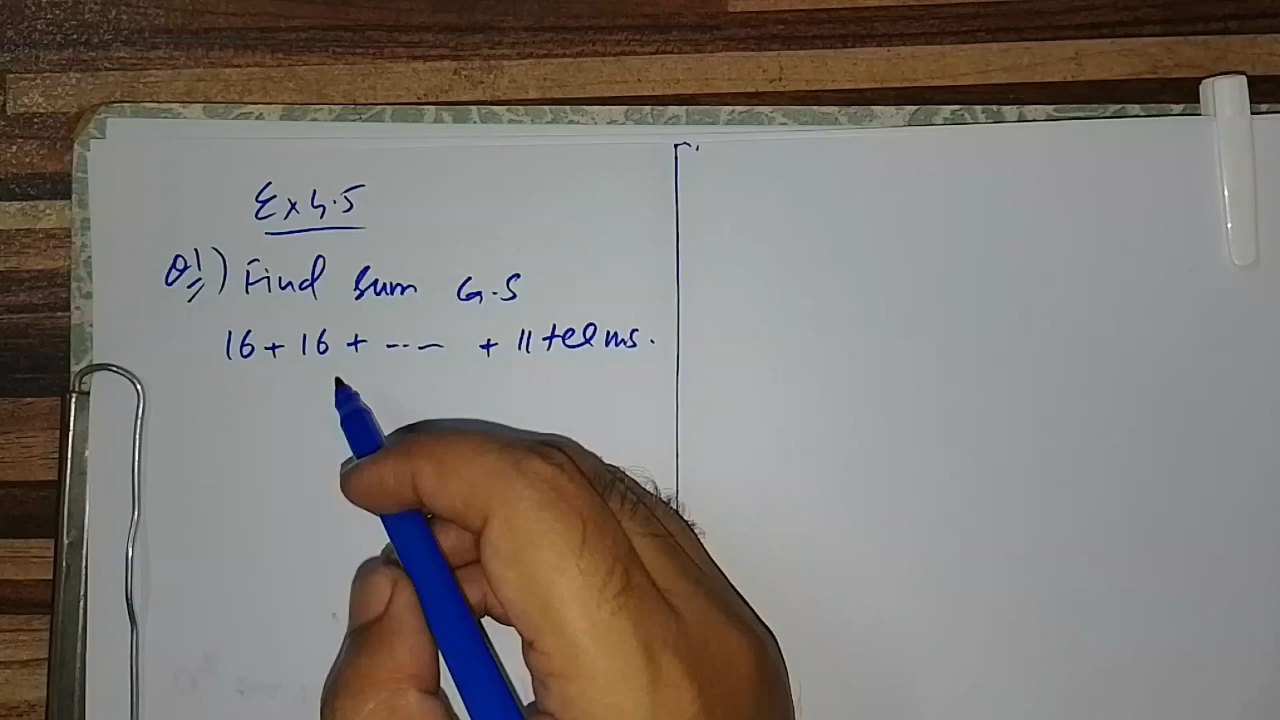 Ex 4.5
Q1) Find sum G.S
16 + 16 + ---- + 11 terms.